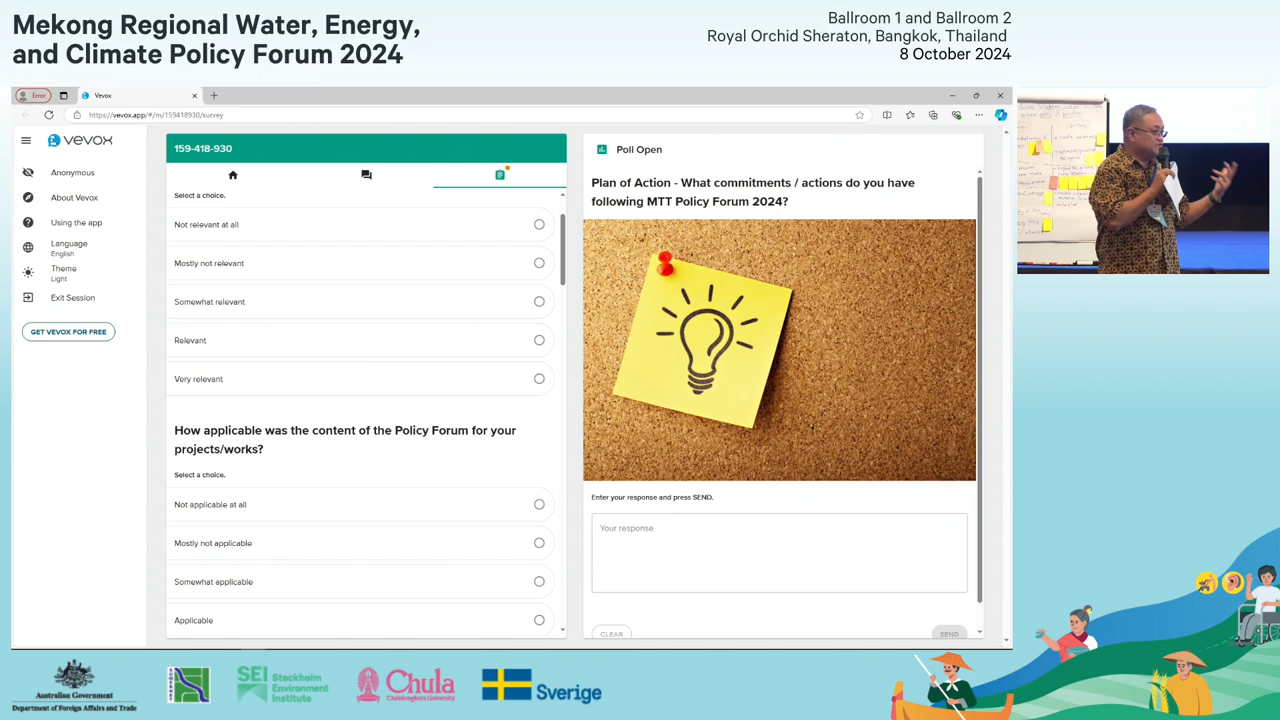 Mekong Regional Water, Energy,
and Climate Policy Forum 2024
Ballroom 1 and Ballroom 2
Royal Orchid Sheraton, Bangkok, Thailand
8 October 2024
Error
Vevox
https://vevox.app/#/m/159418930/survey
vevox
Anonymous
About Vevox
Using the app
Language
English
Theme
Light
Exit Session
GET VEVOX FOR FREE
159-418-930
Select a choice.
Not relevant at all
Mostly not relevant
Somewhat relevant
Relevant
Very relevant
How applicable was the content of the Policy Forum for your
projects/works?
Select a choice.
Not applicable at all
Mostly not applicable
Somewhat applicable
Applicable
Poll Open
Plan of Action - What commitments / actions do you have
following MTT Policy Forum 2024?
Enter your response and press SEND.
Your response
CLEAR
SEND
Australian Government
Department of Foreign Affairs and Trade
SEI Stockholm
Environment
Institute
Chula
Chulalongkorn University
Sverige